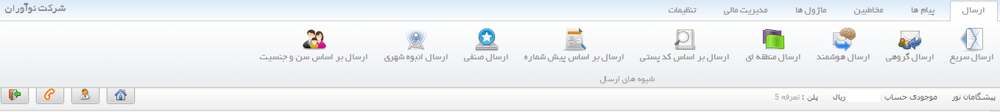 ارسال پیام ها مخاطبین ماژول ها مدیریت مالی تنظیمات شرکت نوآوران
ارسال سریع ارسال گروهی ارسال هوشمند ارسال منطقه ای ارسال بر اساس کد پستی ارسال بر اساس پیش شماره ارسال صنفی ارسال انبوه شهری ارسال بر اساس سن و جنسیت
شیوه های ارسال
پیشگامان نور موجودی حساب : ریال پلن : تعرفه 5